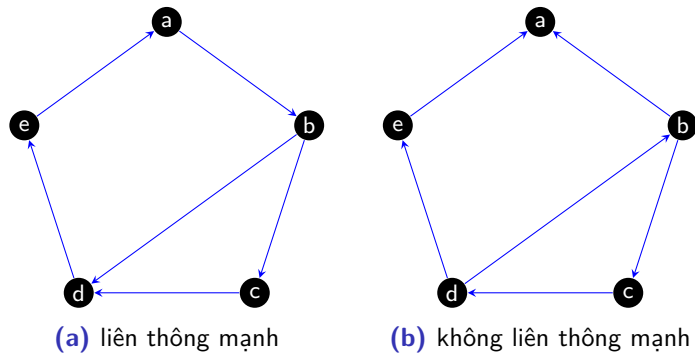 a
a
e
b
e
b
d
c
d
c
(a) liên thông mạnh
(b) không liên thông mạnh